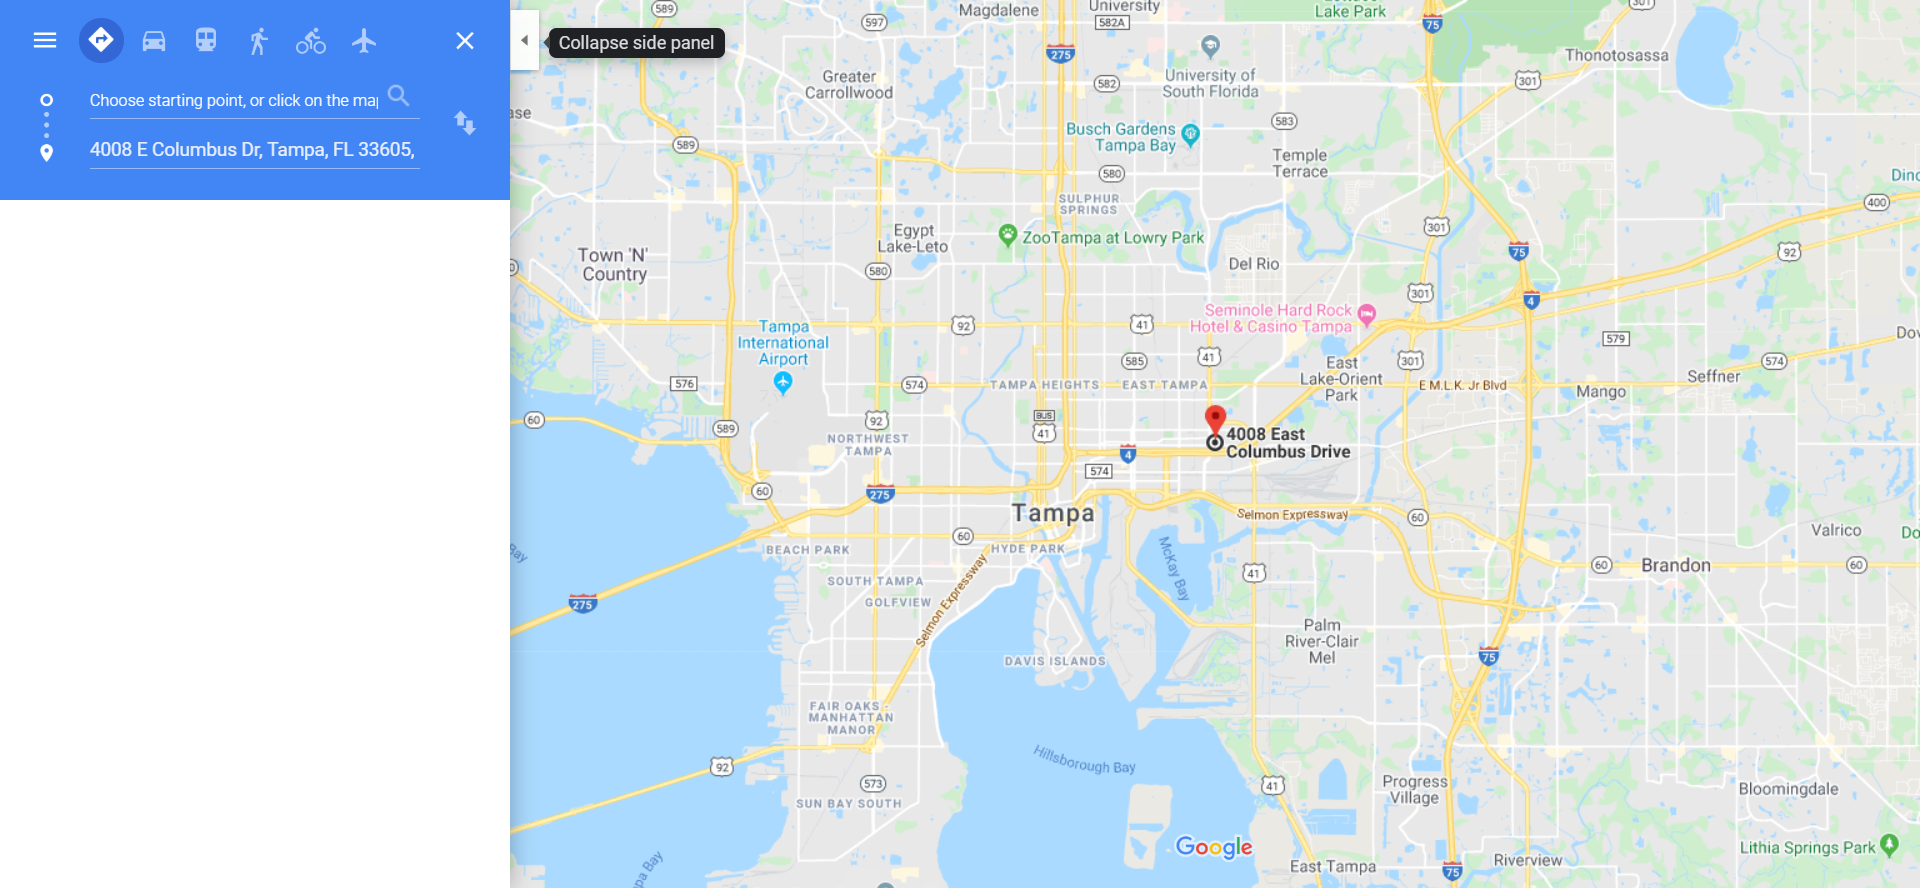 Collapse side panel
Choose starting point, or click on the map
4008 E Columbus Dr, Tampa, FL 33605,
589
597
Magdalene
University
582A
Lake Park
75
301
275
Thonotosassa
Greater
Carrollwood
582
University of
South Florida
301
ase
583
Busch Gardens
Tampa Bay
589
Temple
Terrace
580
SULPHUR
SPRINGS
400
301
Egypt
Lake-Leto
ZooTampa at Lowry Park
Town 'N'
Country
580
Del Rio
75
92
301
4
Seminole Hard Rock
Hotel & Casino Tampa
92
41
Tampa
International
Airport
579
585
41
301
574
East
Lake-Orient
Park
576
574
TAMPA HEIGHTS
EAST TAMPA
E M.L.K. Jr Blvd
Mango
Seffner
60
589
92
BUS
41
4008 East
Columbus Drive
NORTHWEST
TAMPA
4
574
60
275
Tampa
Selmon Expressway
60
Valrico
BEACH PARK
60
HYDE PARK
Bay
McKay Bay
41
60
Brandon
60
SOUTH TAMPA
GOLFVIEW
Selmon Expressway
275
Palm
River-Clair
Mel
DAVIS ISLANDS
75
FAIR OAKS -
MANHATTAN
MANOR
92
Hillsborough Bay
573
41
Progress
Village
Bloomingdale
SUN BAY SOUTH
Google
Lithia Springs Park
East Tampa
Riverview
75